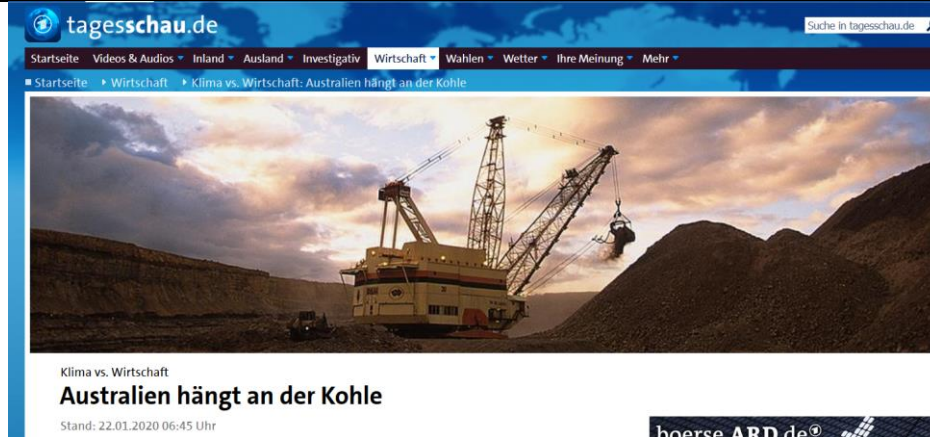 tagesschau.de
Suche in tagesschau.de
Startseite Videos & Audios Inland Ausland Investigativ Wirtschaft Wahlen Wetter Ihre Meinung Mehr
Startseite Wirtschaft Klima vs. Wirtschaft: Australien hängt an der Kohle
Klima vs. Wirtschaft
Australien hängt an der Kohle
Stand: 22.01.2020 06:45 Uhr
boerse.ARD.de